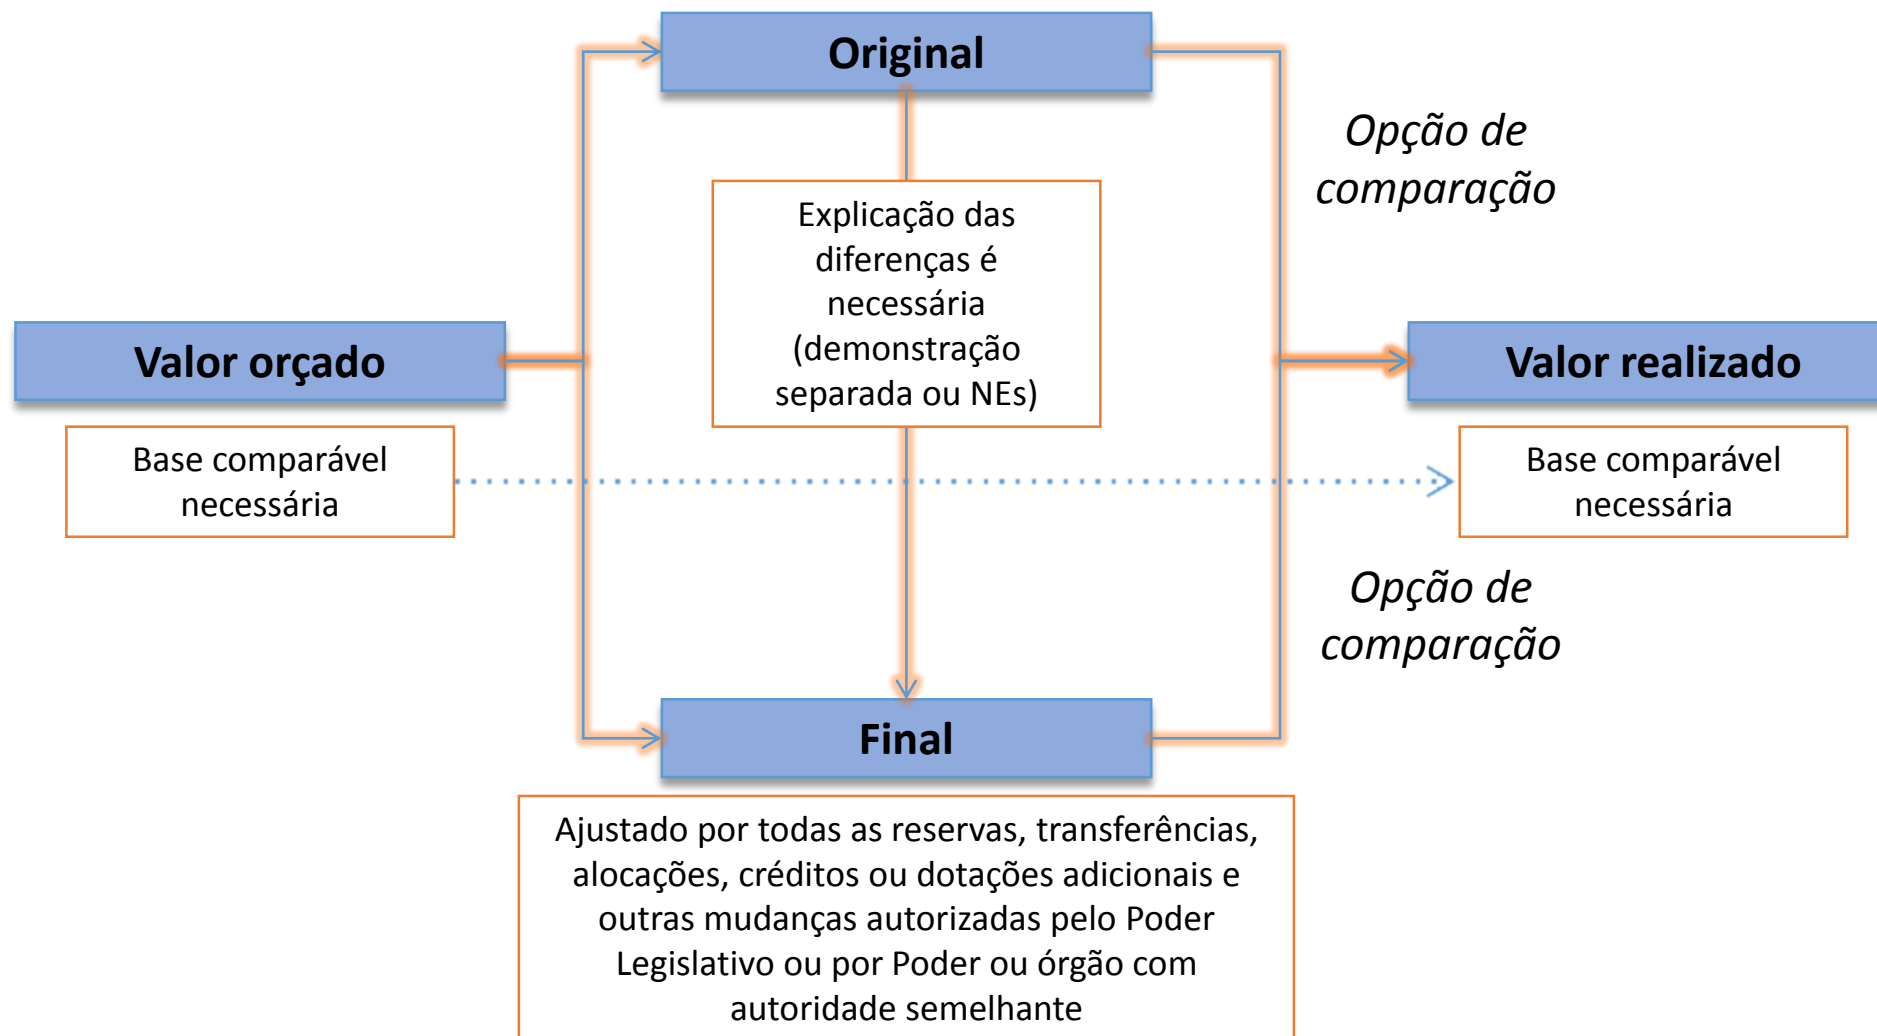 Original
Opção de
comparação
Explicação das
diferenças é
necessária
(demonstração
separada ou NEs)
Valor orçado
Valor realizado
Base comparável
necessária
Base comparável
necessária
Opção de
comparação
Final
Ajustado por todas as reservas, transferências,
alocações, créditos ou dotações adicionais e
outras mudanças autorizadas pelo Poder
Legislativo ou por Poder ou órgão com
autoridade semelhante